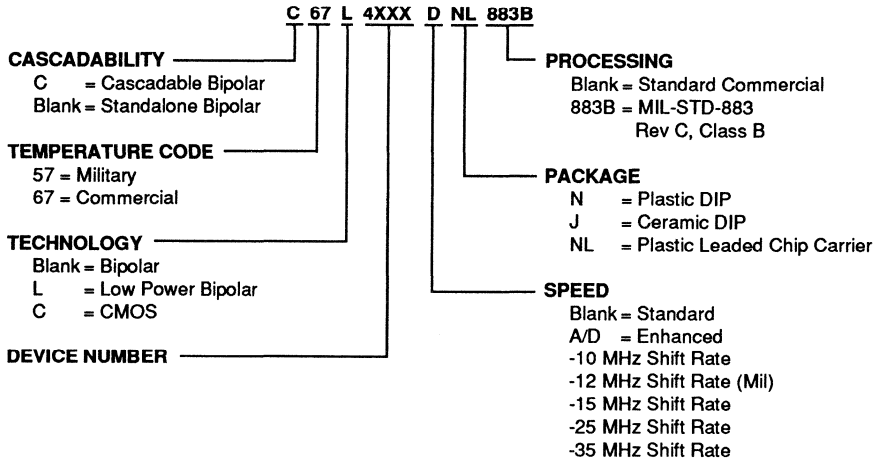 C 67 L 4XXX D NL 883B
CASCADABILITY
C = Cascadable Bipolar
Blank = Standalone Bipolar
TEMPERATURE CODE
57 = Military
67 = Commercial
TECHNOLOGY
Blank = Bipolar
L = Low Power Bipolar
C = CMOS
DEVICE NUMBER
PROCESSING
Blank = Standard Commercial
883B = MIL-STD-883
Rev C, Class B
PACKAGE
N = Plastic DIP
J = Ceramic DIP
NL = Plastic Leaded Chip Carrier
SPEED
Blank = Standard
A/D = Enhanced
-10 MHz Shift Rate
-12 MHz Shift Rate (Mil)
-15 MHz Shift Rate
-25 MHz Shift Rate
-35 MHz Shift Rate